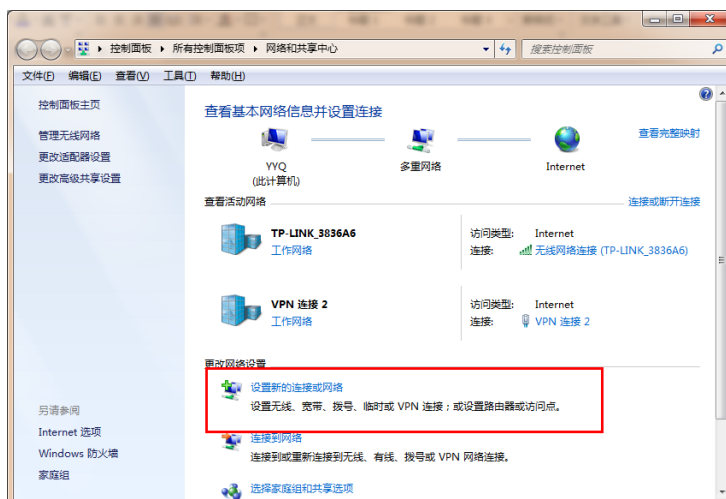 控制面板 ▸ 所有控制面板项 ▸ 网络和共享中心
搜索控制面板
文件(F) 编辑(E) 查看(V) 工具(T) 帮助(H)
控制面板主页
管理无线网络
更改适配器设置
更改高级共享设置
查看基本网络信息并设置连接
查看完整映射
YYQ
(此计算机)
多重网络
Internet
查看活动网络
连接或断开连接
TP-LINK_3836A6
工作网络
访问类型: Internet
连接: 无线网络连接 (TP-LINK_3836A6)
VPN 连接 2
工作网络
访问类型: Internet
连接: VPN 连接 2
更改网络设置
设置新的连接或网络
设置无线、宽带、拨号、临时或 VPN 连接；或设置路由器或访问点。
连接到网络
连接到或重新连接到无线、有线、拨号或 VPN 网络连接。
选择家庭组和共享选项
另请参阅
Internet 选项
Windows 防火墙
家庭组